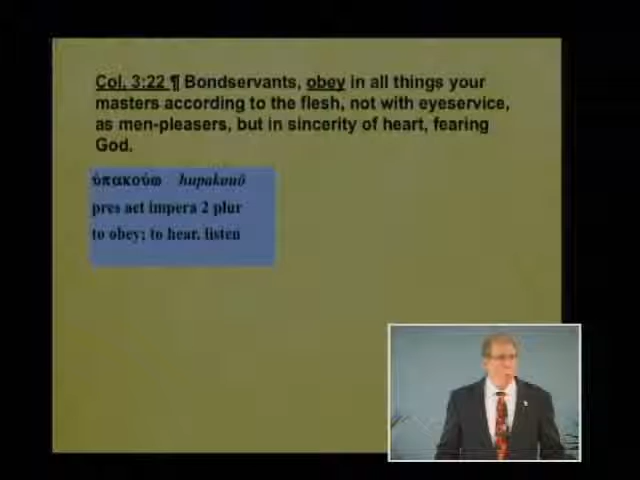 Col. 3:22 ¶ Bondservants, obey in all things your
masters according to the flesh, not with eyeservice,
as men-pleasers, but in sincerity of heart, fearing
God.
ὑπακούω hupakouō
pres act impera 2 plur
to obey; to hear. listen